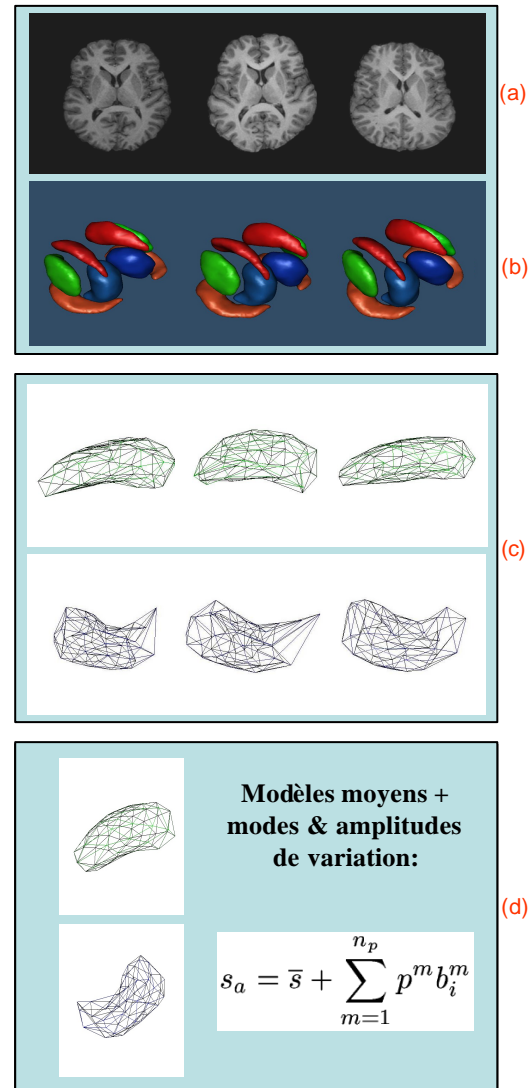 (a)
(b)
(c)
Modèles moyens +
modes & amplitudes
de variation:
(d)
$s_a = \overline{s} + \sum_{m=1}^{n_p} p^m b_i^m$